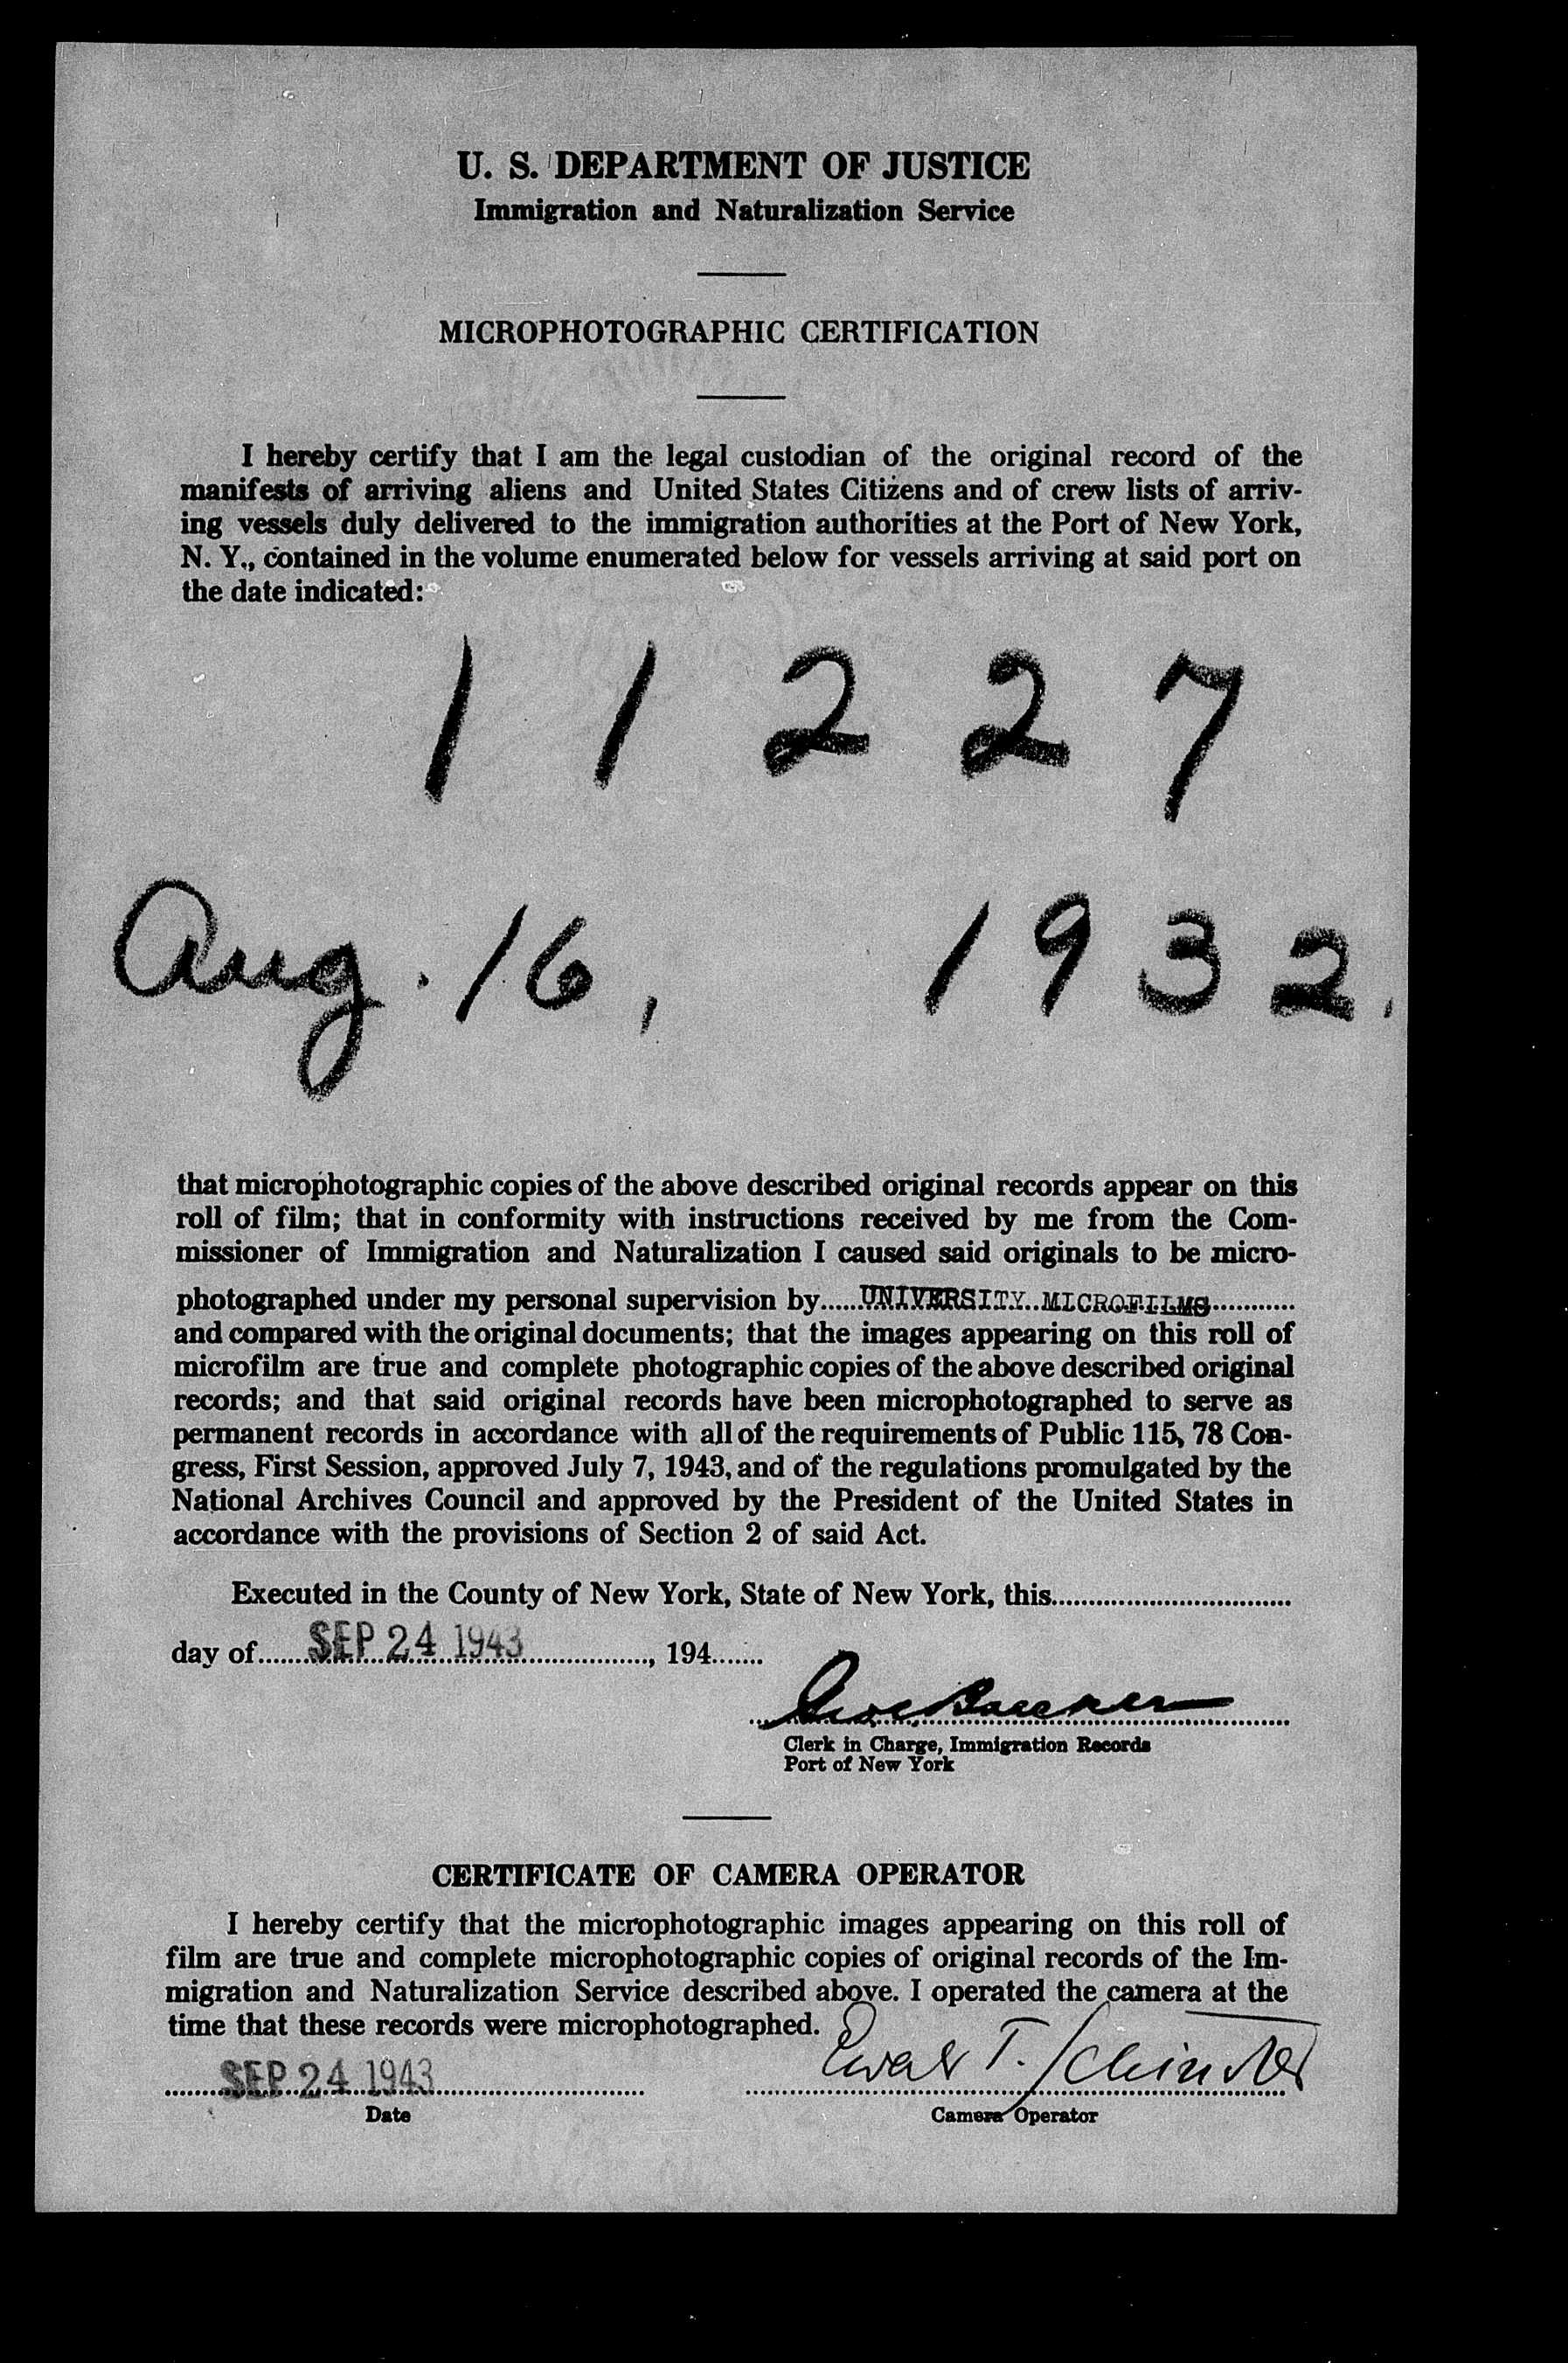 U. S. DEPARTMENT OF JUSTICE
Immigration and Naturalization Service
MICROPHOTOGRAPHIC CERTIFICATION
I hereby certify that I am the legal custodian of the original record of the
manifests of arriving aliens and United States Citizens and of crew lists of arriv-
ing vessels duly delivered to the immigration authorities at the Port of New York,
N. Y., contained in the volume enumerated below for vessels arriving at said port on
the date indicated:
1 1 2 2 7
Aug. 16, 1932.
that microphotographic copies of the above described original records appear on this
roll of film; that in conformity with instructions received by me from the Com-
missioner of Immigration and Naturalization I caused said originals to be micro-
photographed under my personal supervision by UNIVERSITY MICROFILMS
and compared with the original documents; that the images appearing on this roll of
microfilm are true and complete photographic copies of the above described original
records; and that said original records have been microphotographed to serve as
permanent records in accordance with all of the requirements of Public 115, 78 Con-
gress, First Session, approved July 7, 1943, and of the regulations promulgated by the
National Archives Council and approved by the President of the United States in
accordance with the provisions of Section 2 of said Act.
Executed in the County of New York, State of New York, this
day of SEP 24 1943, 194
Clerk in Charge, Immigration Records
Port of New York
CERTIFICATE OF CAMERA OPERATOR
I hereby certify that the microphotographic images appearing on this roll of
film are true and complete microphotographic copies of original records of the Im-
migration and Naturalization Service described above. I operated the camera at the
time that these records were microphotographed.
SEP 24 1943 T.
Date Camera Operator